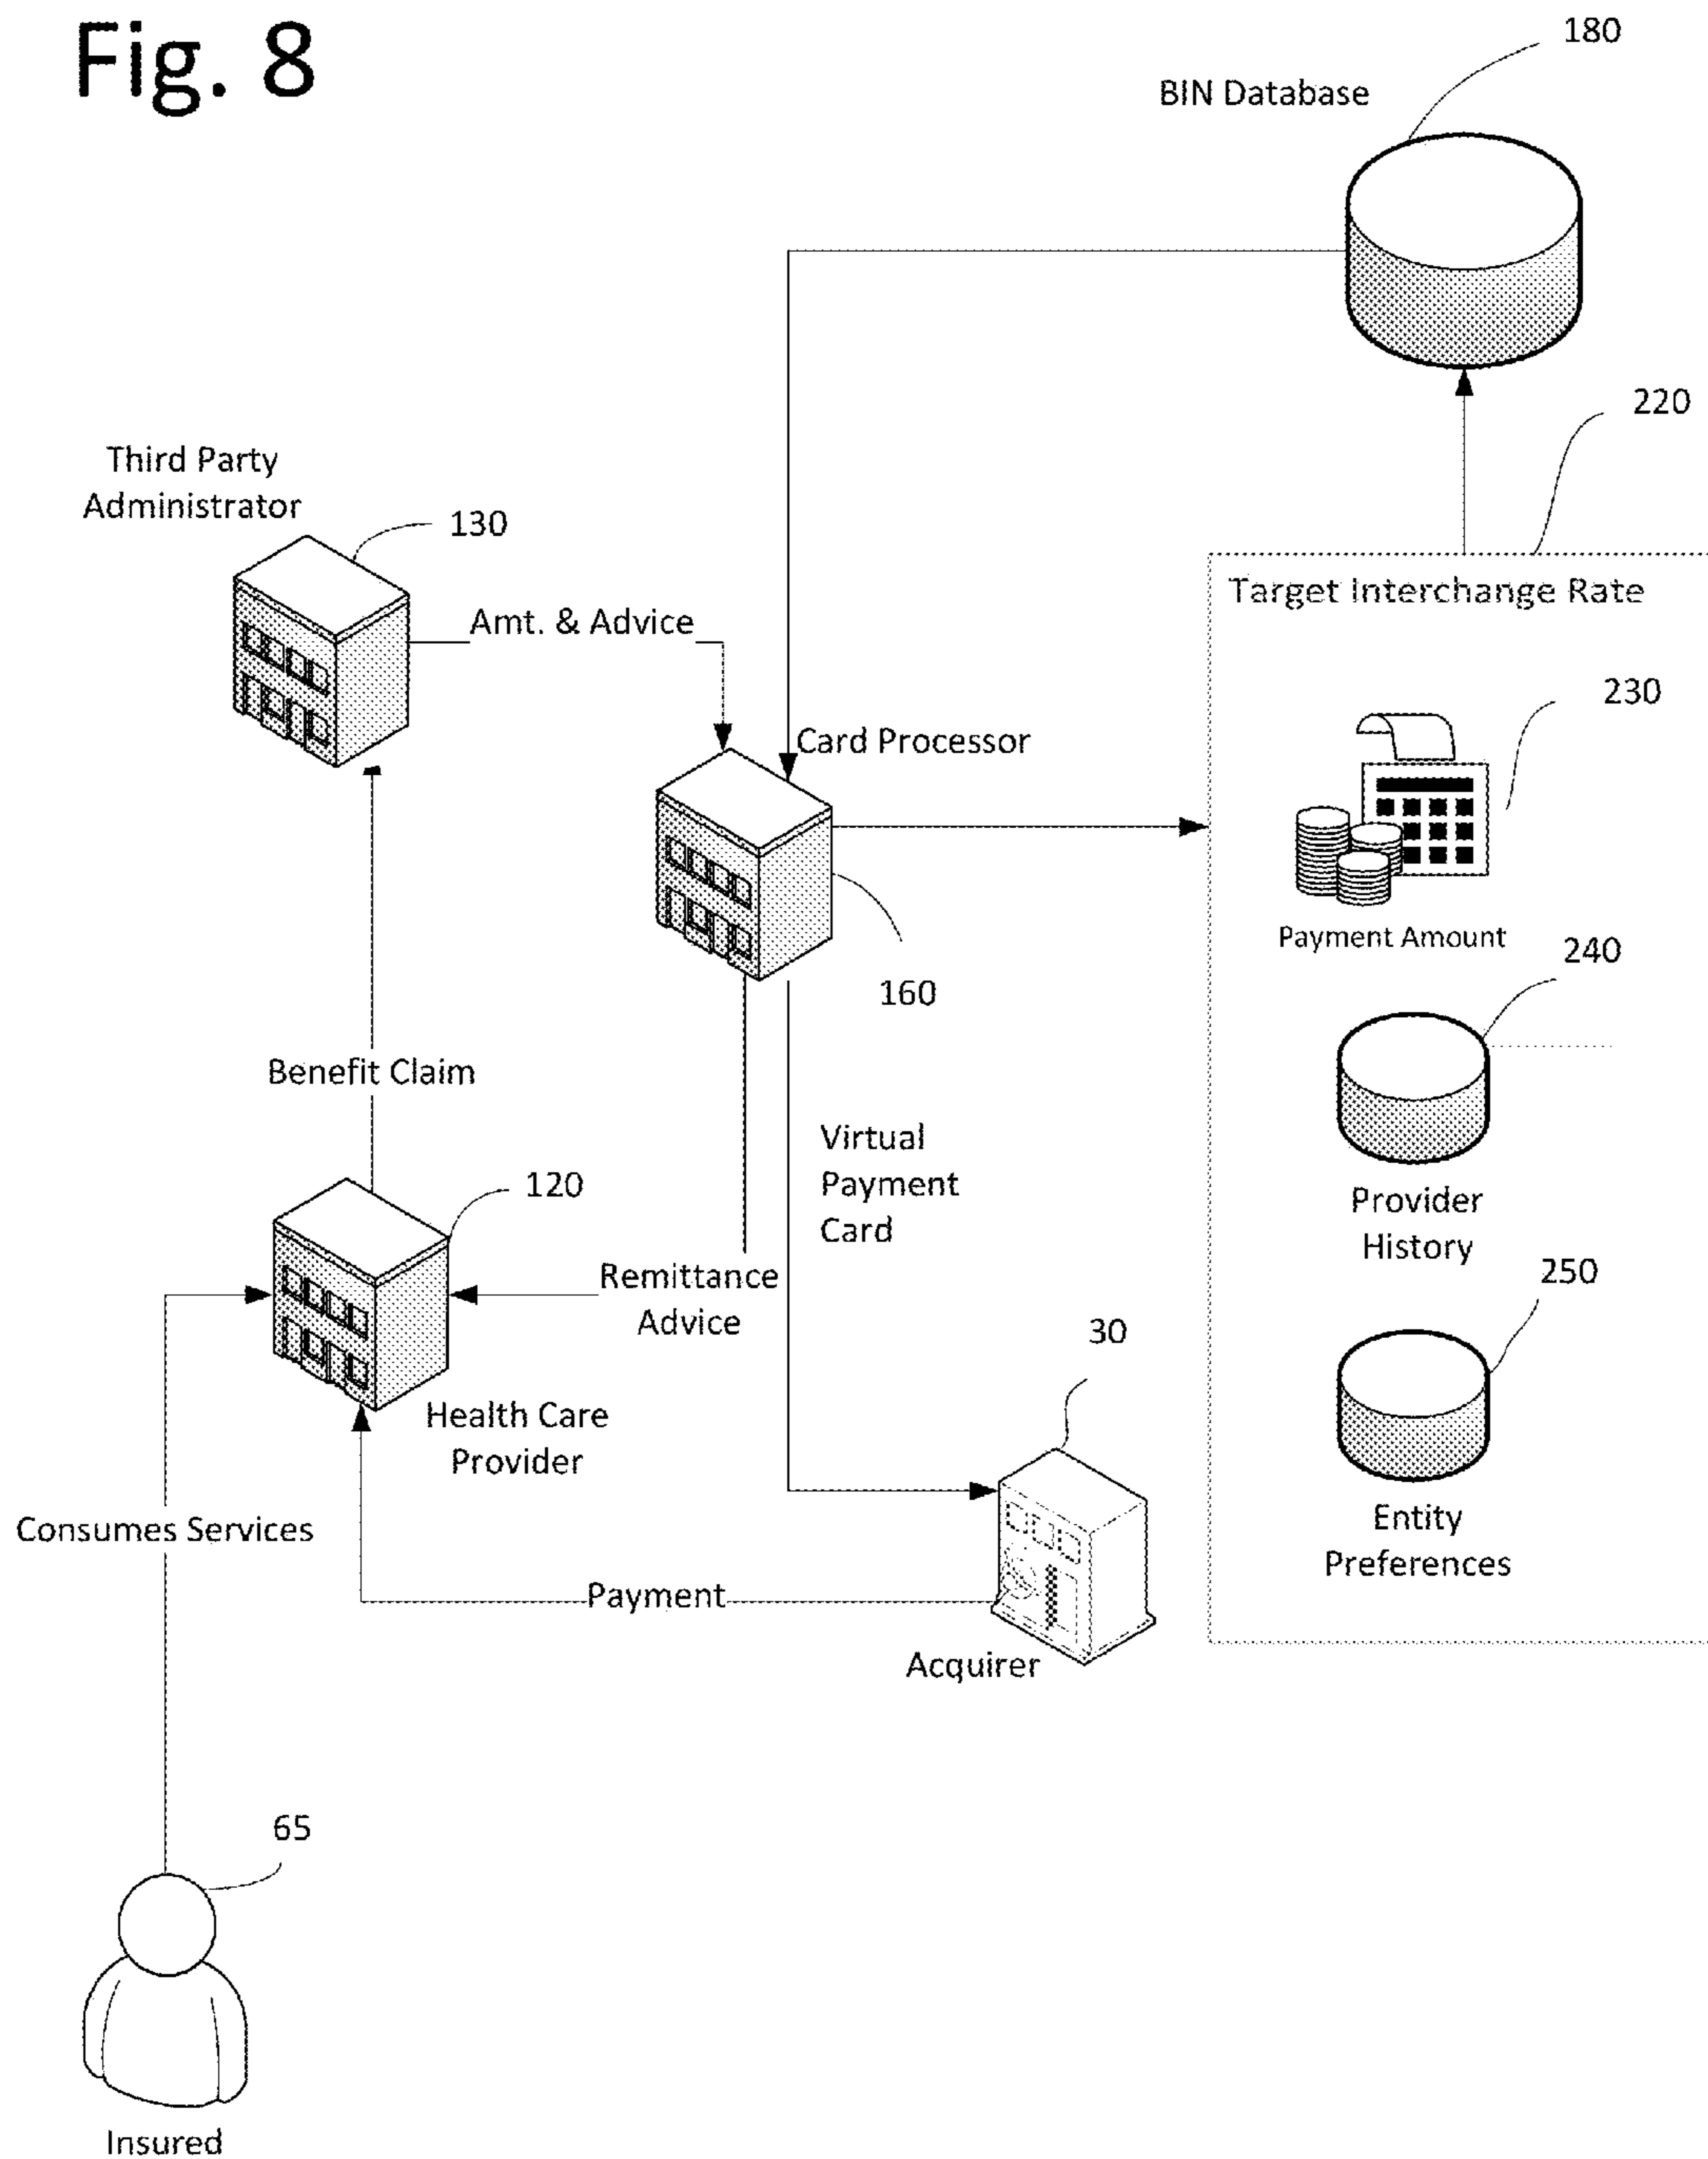 Fig. 8
180
BIN Database
220
Third Party
Administrator
130
Target Interchange Rate
Amt. & Advice
230
Card Processor
Payment Amount
240
160
Benefit Claim
Virtual
Payment
Card
120
Provider
History
Remittance
Advice
250
30
Health Care
Provider
Entity
Preferences
Consumes Services
Payment
Acquirer
65
Insured